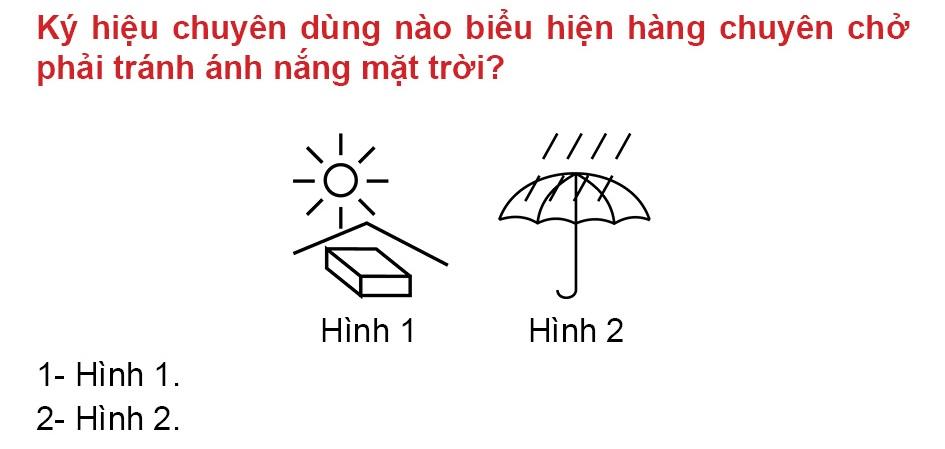 Ký hiệu chuyên dùng nào biểu hiện hàng chuyên chở
phải tránh ánh nắng mặt trời?
Hình 1 Hình 2
1- Hình 1.
2- Hình 2.